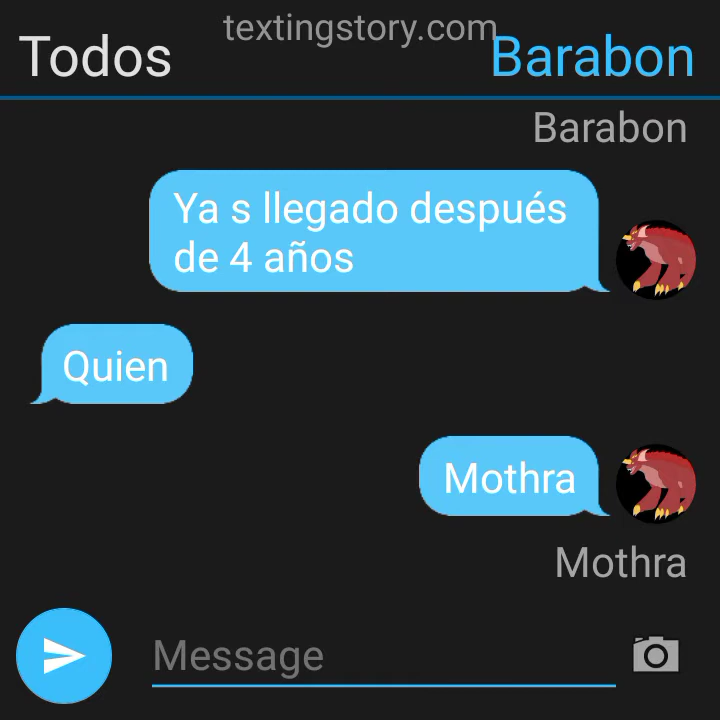 textingstory.com
Todos
Barabon
Barabon
Ya s llegado después
de 4 años
Quien
Mothra
Mothra
Message